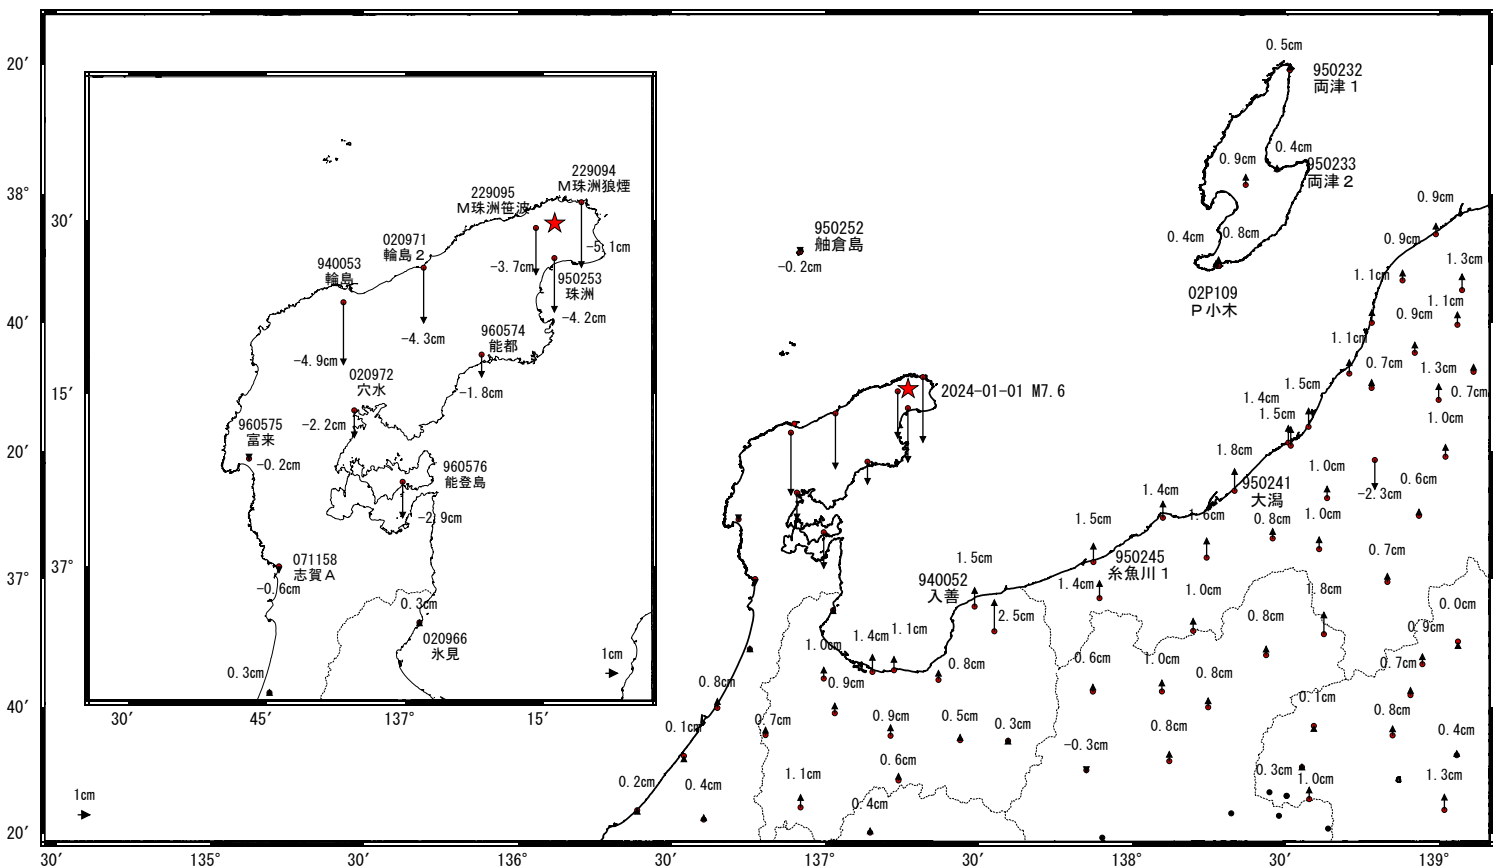 0.5cm
20′
950232
両津１
229094
Ｍ珠洲狼煙
0.4cm
0.9cm
950233
両津２
38°
229095
Ｍ珠洲笹波
0.9cm
30′
950252
舳倉島
0.4cm
0.8cm
0.9cm
020971
輪島２
-5.1cm
-3.7cm
-0.2cm
1.3cm
940053
輪島
950253
珠洲
1.1cm
02P109
Ｐ小木
1.1cm
-4.2cm
0.9cm
40′
960574
能都
-4.3cm
1.1cm
-4.9cm
0.7cm
1.3cm
020972
穴水
-1.8cm
1.5cm
0.7cm
15′
2024-01-01 M7.6
1.4cm
1.5cm
1.0cm
-2.2cm
960575
富来
20′
1.8cm
-0.2cm
960576
能登島
1.0cm
0.6cm
950241
大潟
1.4cm
-2.3cm
-2.9cm
1.5cm
1.6cm
0.8cm
1.0cm
950245
糸魚川１
071158
志賀Ａ
37°
37°
1.5cm
0.7cm
940052
入善
1.4cm
-0.6cm
1.0cm
1.8cm
0.3cm
2.5cm
0.8cm
0.0cm
020966
氷見
1.1cm
1.4cm
1.0cm
0.9cm
1cm
0.8cm
0.6cm
1.0cm
0.7cm
0.3cm
0.9cm
0.8cm
0.8cm
0.1cm
40′
30′
45′
137°
15′
0.1cm
0.7cm
0.9cm
0.5cm
0.3cm
0.8cm
0.8cm
0.4cm
-0.3cm
0.6cm
1.1cm
0.3cm
1.0cm
1.3cm
0.2cm
0.4cm
0.4cm
1cm
20′
30′
135°
30′
136°
30′
137°
30′
138°
30′
139°